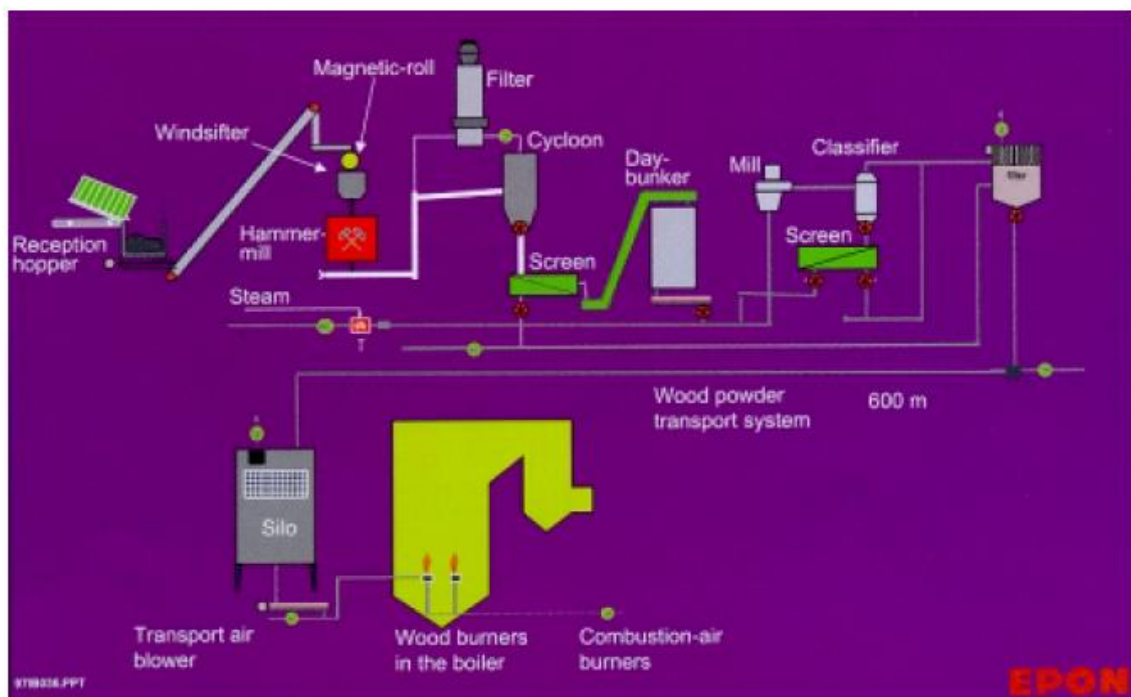 Magnetic-roll
Filter
Windsifter
Cycloon
Day-
bunker
Mill
Classifier
filter
Reception
hopper
Hammer-
mill
Screen
Screen
Steam
Wood powder
transport system
600 m
Silo
Transport air
blower
Wood burners
in the boiler
Combustion-air
burners
EPON